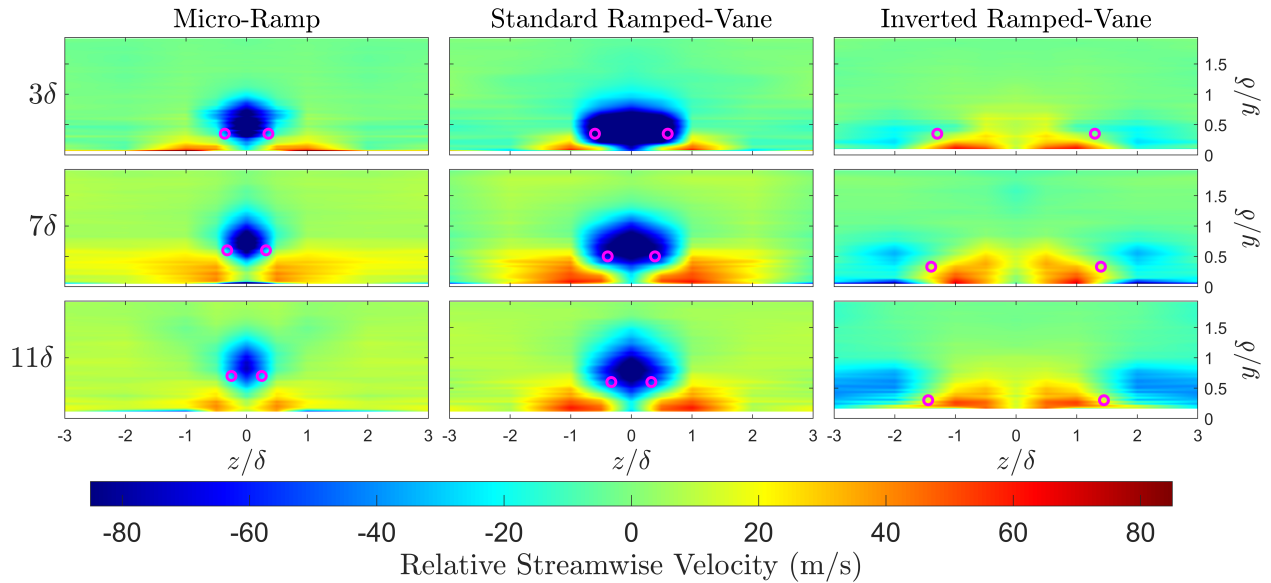 Micro-Ramp Standard Ramped-Vane Inverted Ramped-Vane
3δ 1.5 1 0.5 0 y/δ
7δ 1.5 1 0.5 0 y/δ
11δ 1.5 1 0.5 0 y/δ
-3 -2 -1 0 1 2 3 -3 -2 -1 0 1 2 3 -3 -2 -1 0 1 2 3
z/δ z/δ z/δ
-80 -60 -40 -20 0 20 40 60 80
Relative Streamwise Velocity (m/s)